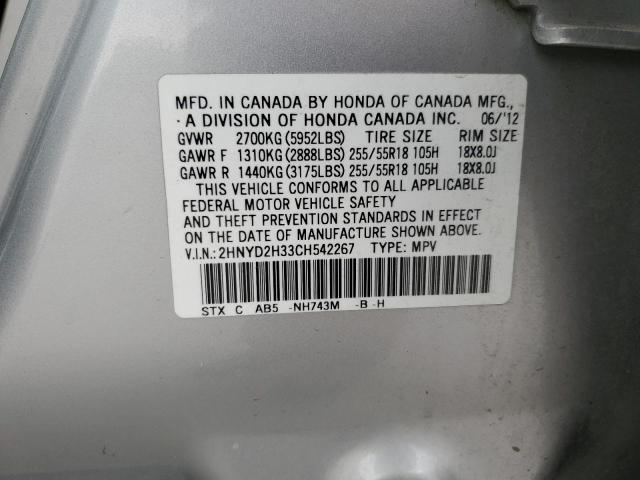 MFD. IN CANADA BY HONDA OF CANADA MFG.,
·A DIVISION OF HONDA CANADA INC. 06/'12
GVWR 2700KG (5952LBS) TIRE SIZE RIM SIZE
GAWR F 1310KG (2888LBS) 255/55R18 105H 18X8.0J
GAWR R 1440KG (3175LBS) 255/55R18 105H 18X8.0J
THIS VEHICLE CONFORMS TO ALL APPLICABLE
FEDERAL MOTOR VEHICLE SAFETY
AND THEFT PREVENTION STANDARDS IN EFFECT
ON THE DATE OF MANUFACTURE SHOWN ABOVE.
V.I.N.: 2HNYD2H33CH542267 TYPE: MPV
STX C AB5 -NH743M -B -H